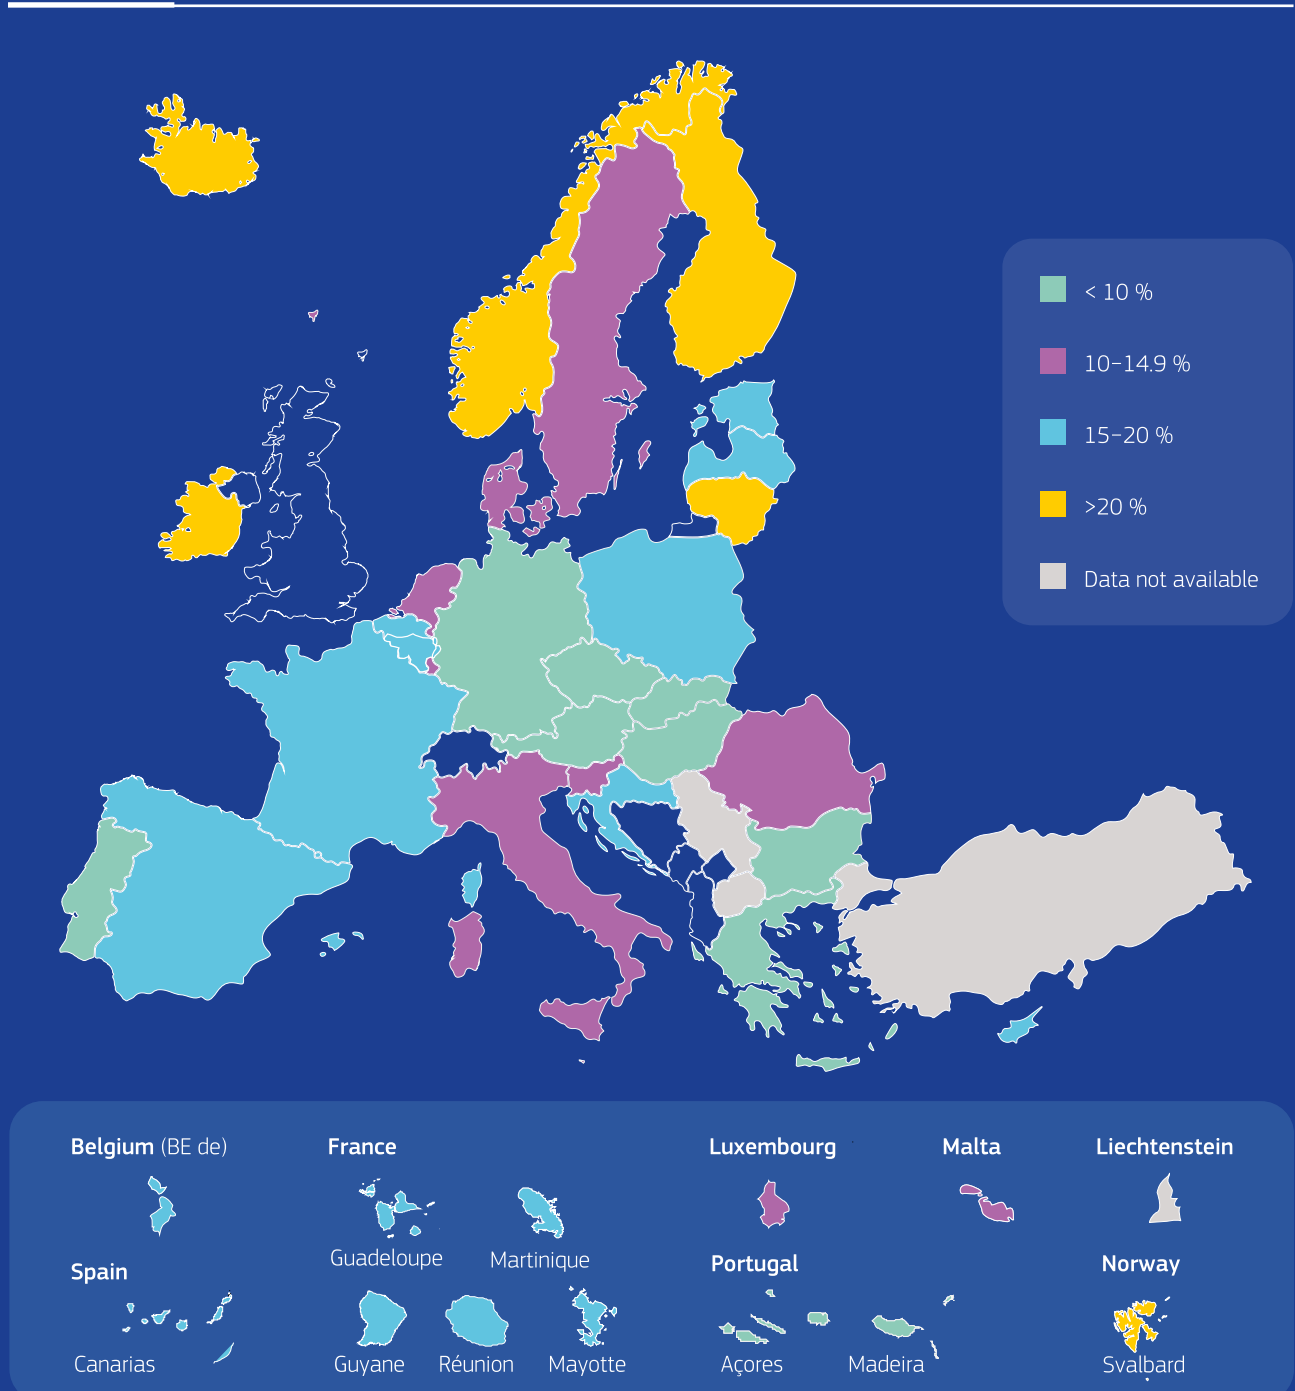 < 10 %
10–14.9 %
15–20 %
>20 %
Data not available
Belgium (BE de)
France
Luxembourg
Malta
Liechtenstein
Guadeloupe
Martinique
Spain
Portugal
Norway
Canarias
Guyane
Réunion
Mayotte
Açores
Madeira
Svalbard